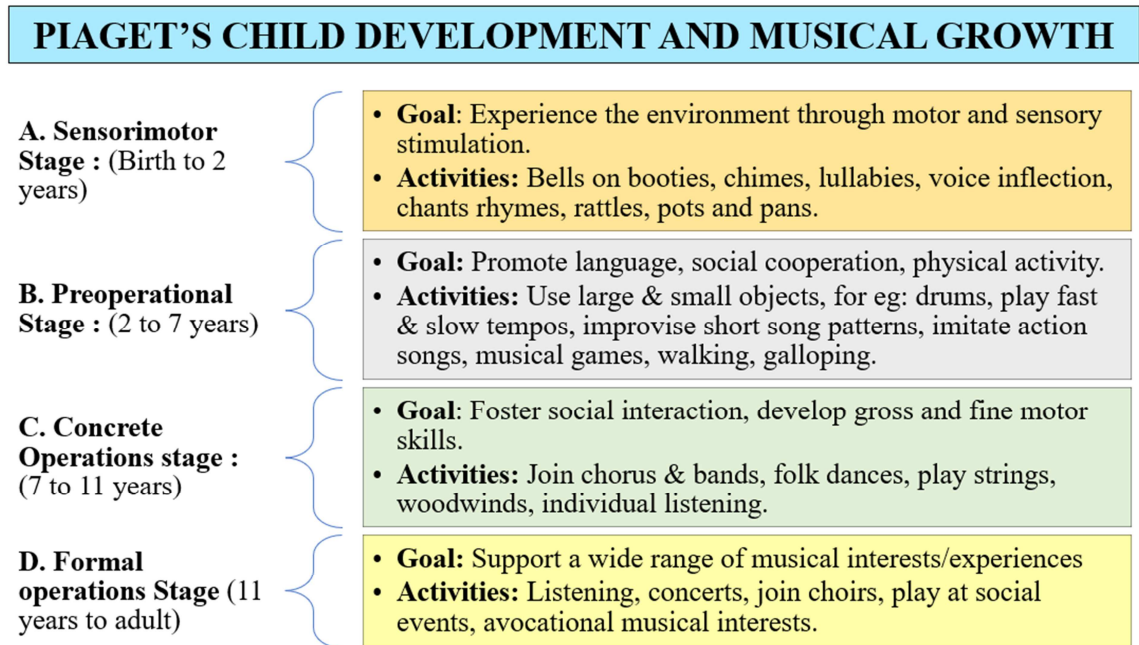 PIAGET’S CHILD DEVELOPMENT AND MUSICAL GROWTH
A. Sensorimotor
Stage : (Birth to 2
years)
• Goal: Experience the environment through motor and sensory
stimulation.
• Activities: Bells on booties, chimes, lullabies, voice inflection,
chants rhymes, rattles, pots and pans.
B. Preoperational
Stage : (2 to 7 years)
• Goal: Promote language, social cooperation, physical activity.
• Activities: Use large & small objects, for eg: drums, play fast
& slow tempos, improvise short song patterns, imitate action
songs, musical games, walking, galloping.
C. Concrete
Operations stage :
(7 to 11 years)
• Goal: Foster social interaction, develop gross and fine motor
skills.
• Activities: Join chorus & bands, folk dances, play strings,
woodwinds, individual listening.
D. Formal
operations Stage (11
years to adult)
• Goal: Support a wide range of musical interests/experiences
• Activities: Listening, concerts, join choirs, play at social
events, avocational musical interests.